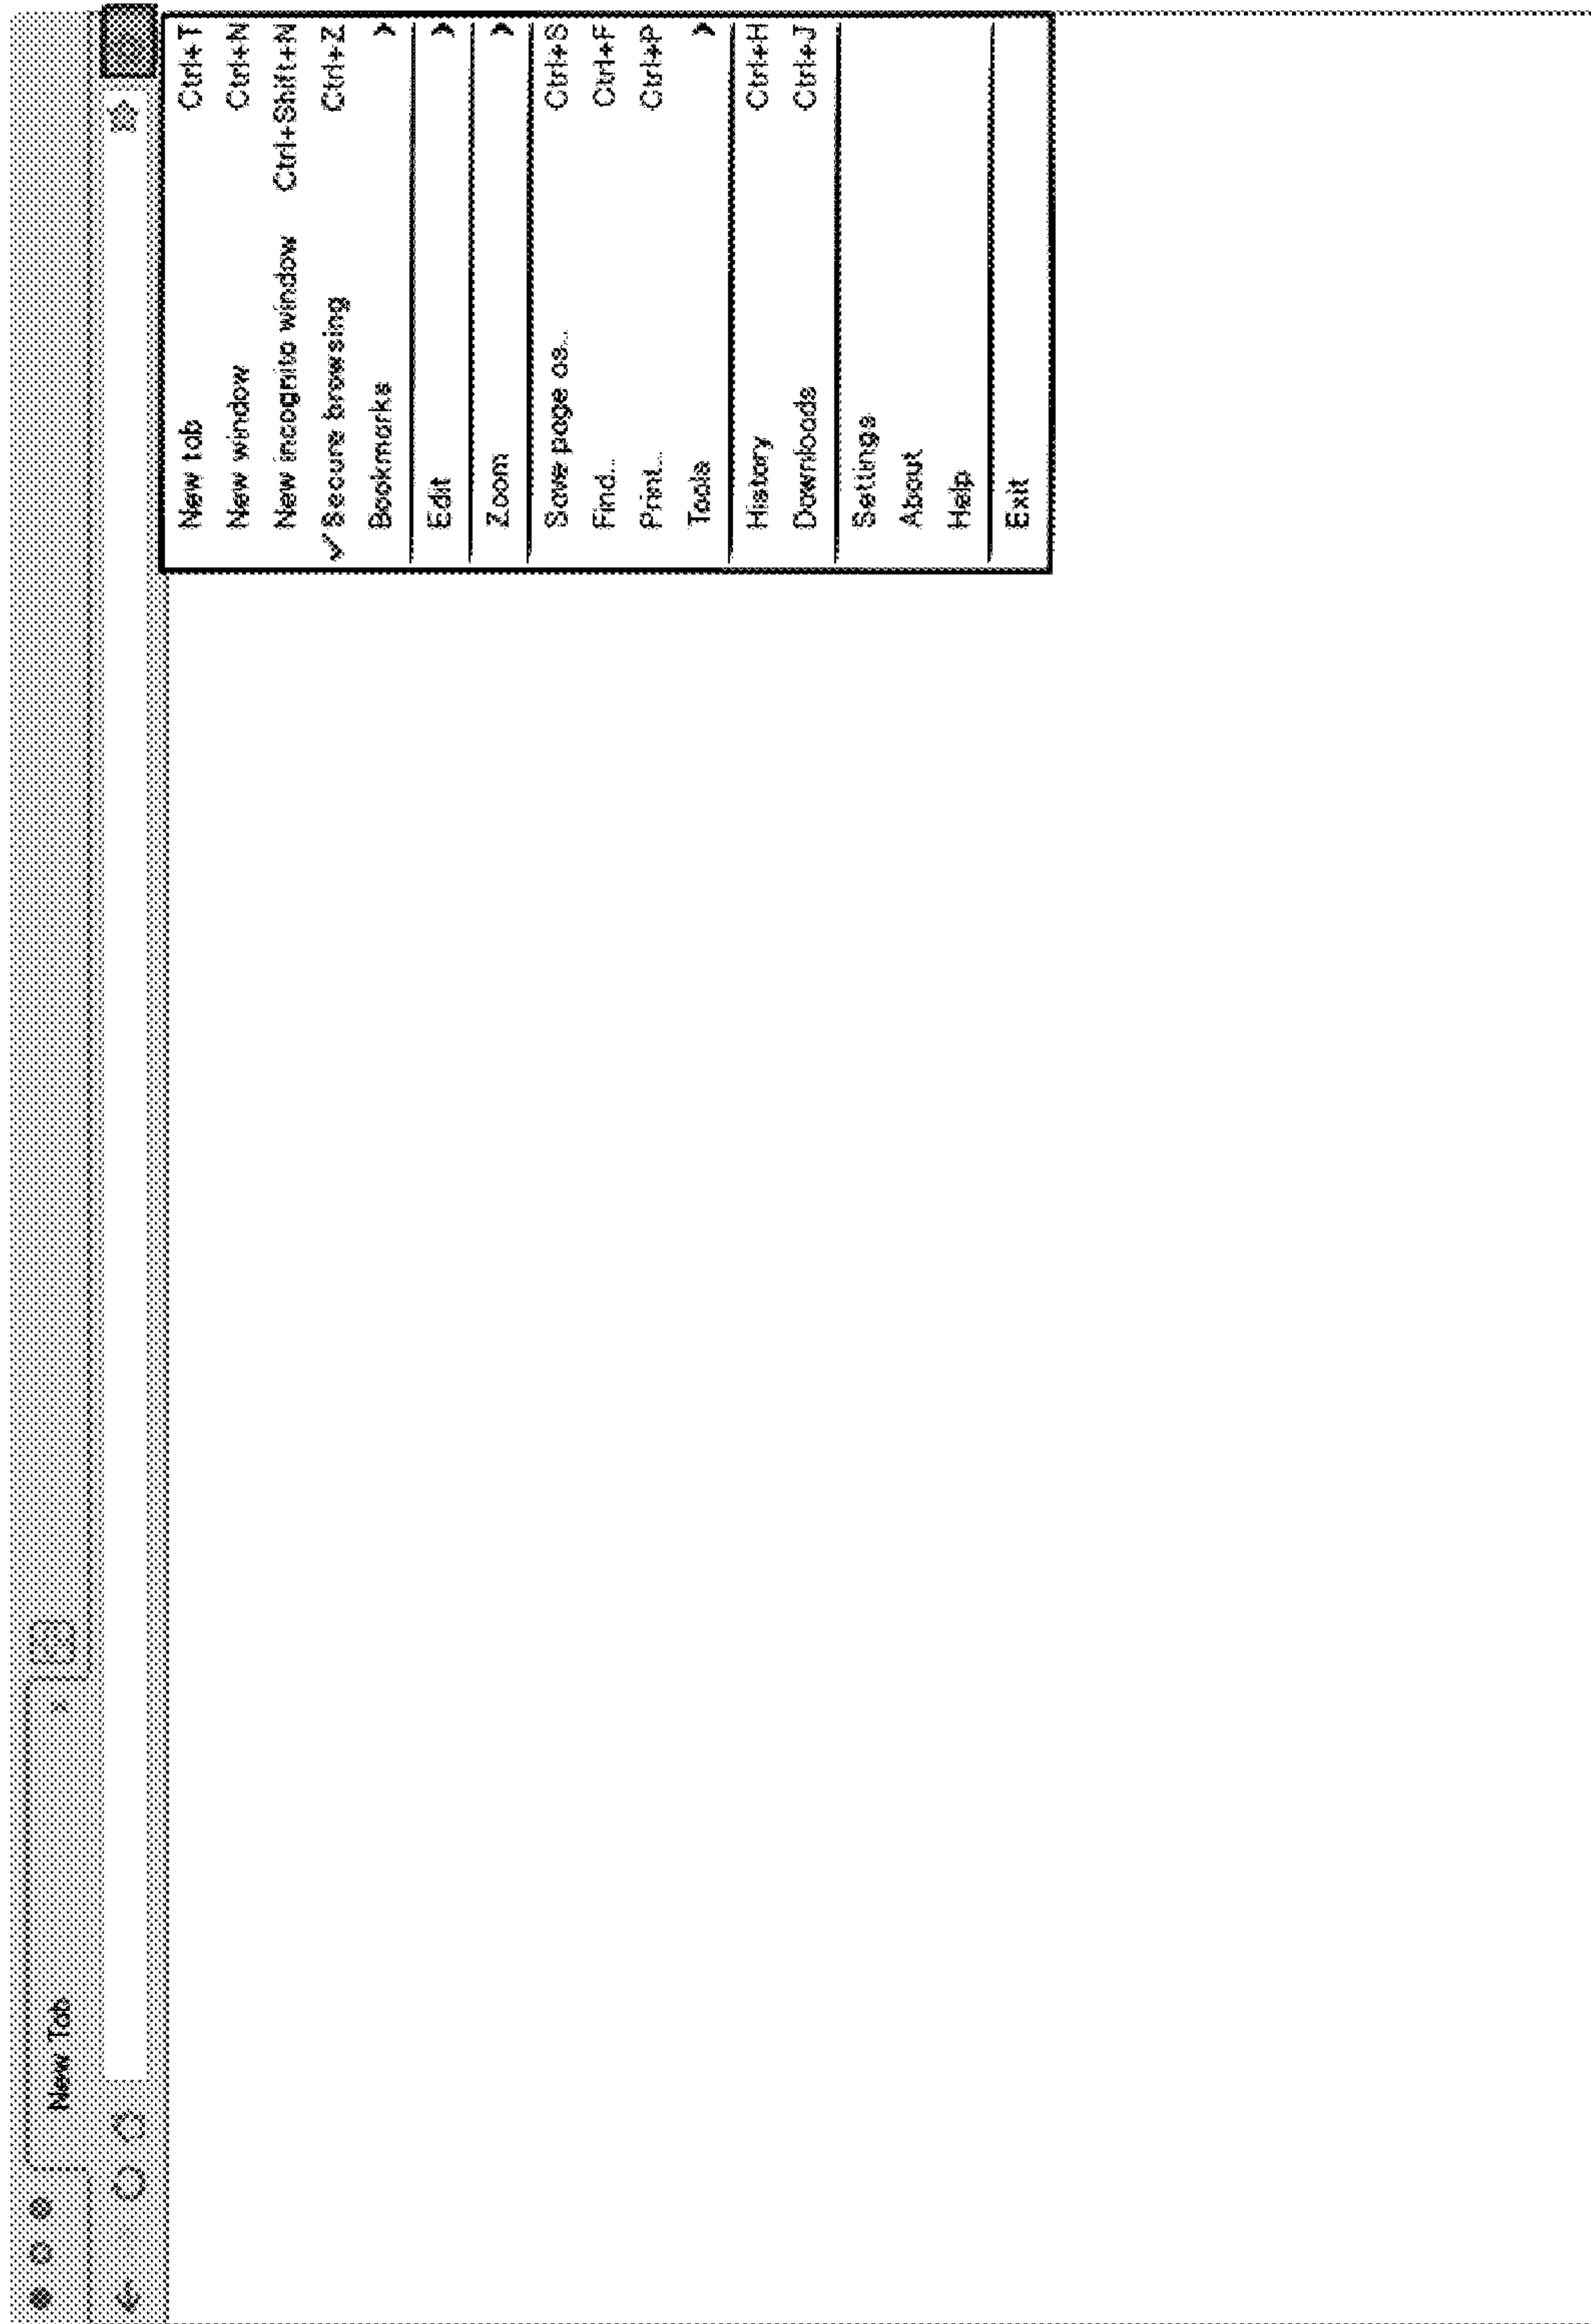 New Tab
New tab Ctrl+T
New window Ctrl+N
New incognito window Ctrl+Shift+N
✓ Secure browsing Ctrl+Z
Bookmarks
Edit
Zoom
Save page as... Ctrl+S
Find... Ctrl+F
Print... Ctrl+P
Tools
History Ctrl+H
Downloads Ctrl+J
Settings
About
Help
Exit